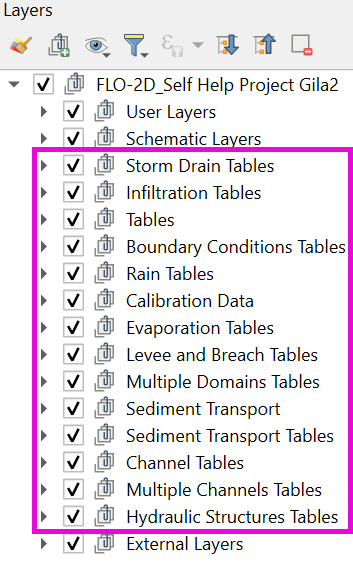 Layers
FLO-2D_Self Help Project Gila2
User Layers
Schematic Layers
Storm Drain Tables
Infiltration Tables
Tables
Boundary Conditions Tables
Rain Tables
Calibration Data
Evaporation Tables
Levee and Breach Tables
Multiple Domains Tables
Sediment Transport
Sediment Transport Tables
Channel Tables
Multiple Channels Tables
Hydraulic Structures Tables
External Layers